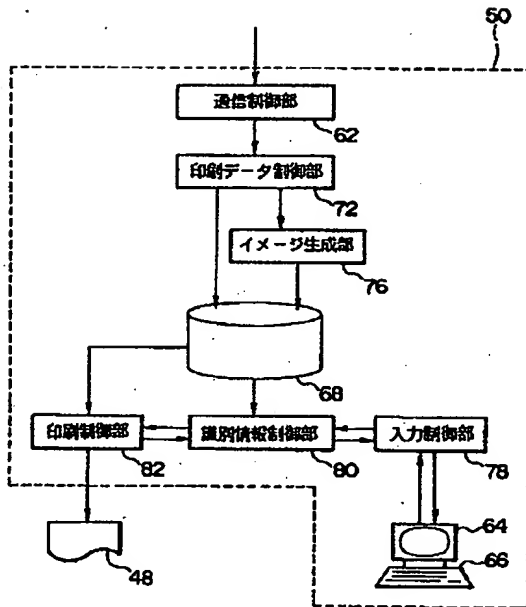 50
通信制御部
62
印刷データ制御部
72
イメージ生成部
76
68
印刷制御部
82
識別情報制御部
80
入力制御部
78
64
66
48